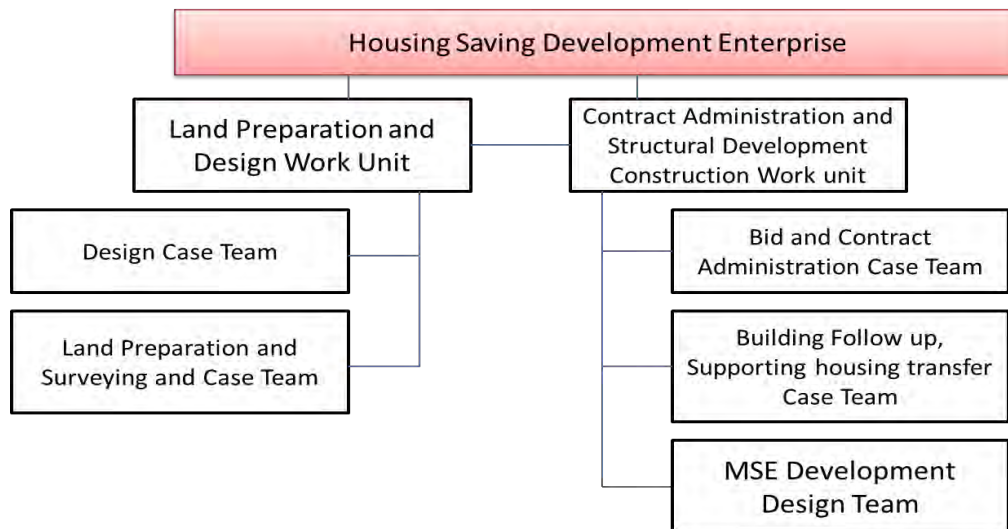 Housing Saving Development Enterprise
Land Preparation and
Design Work Unit
Contract Administration and
Structural Development
Construction Work unit
Design Case Team
Land Preparation and
Surveying and Case Team
Bid and Contract
Administration Case Team
Building Follow up,
Supporting housing transfer
Case Team
MSE Development
Design Team